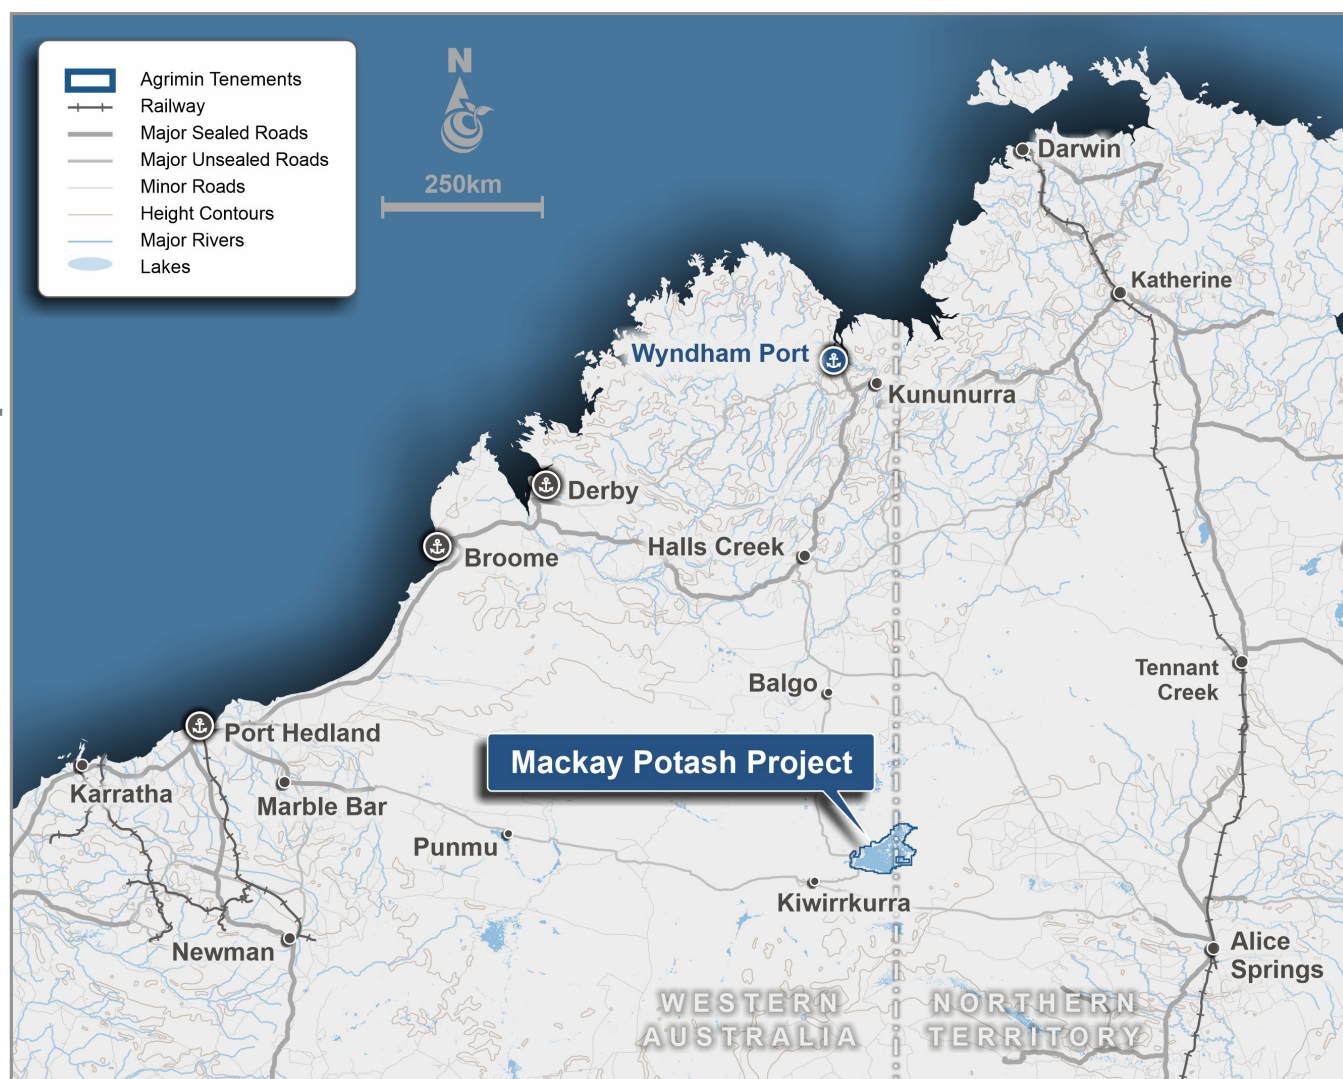 Agrimin Tenements
Railway
Major Sealed Roads
Major Unsealed Roads
Minor Roads
Height Contours
Major Rivers
Lakes
N
250km
Darwin
Katherine
Wyndham Port
Kununurra
Derby
Halls Creek
Broome
Tennant
Creek
Balgo
Port Hedland
Mackay Potash Project
Karratha
Marble Bar
Punmu
Kiwirrkurra
Newman
Alice
Springs
WESTERN
AUSTRALIA
NORTHERN
TERRITORY